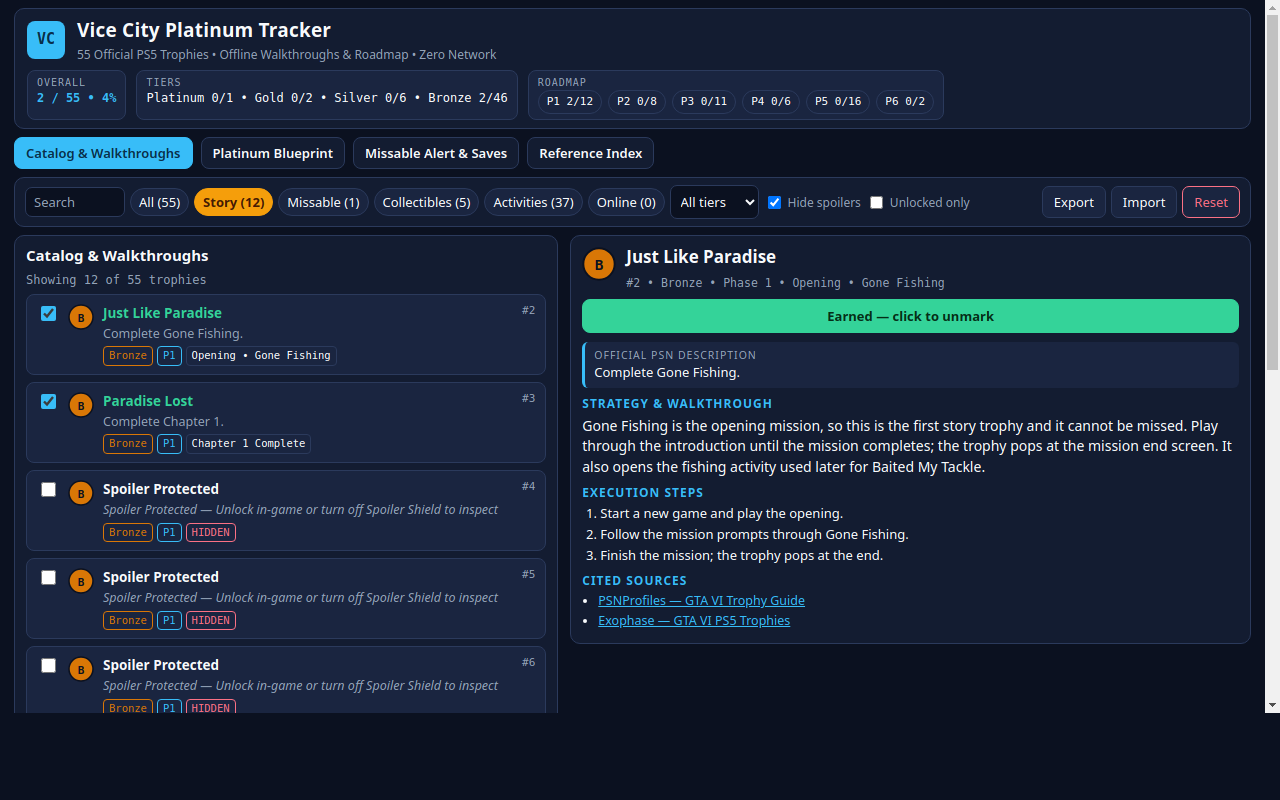 VC
Vice City Platinum Tracker
55 Official PS5 Trophies • Offline Walkthroughs & Roadmap • Zero Network
OVERALL
2 / 55 • 4%
TIERS
Platinum 0/1 • Gold 0/2 • Silver 0/6 • Bronze 2/46
ROADMAP
P1 2/12 P2 0/8 P3 0/11 P4 0/6 P5 0/16 P6 0/2
Catalog & Walkthroughs Platinum Blueprint Missable Alert & Saves Reference Index
Search All (55) Story (12) Missable (1) Collectibles (5) Activities (37) Online (0) All tiers Hide spoilers Unlocked only Export Import Reset
Catalog & Walkthroughs
Showing 12 of 55 trophies
B Just Like Paradise #2
Complete Gone Fishing.
Bronze P1 Opening • Gone Fishing
B Paradise Lost #3
Complete Chapter 1.
Bronze P1 Chapter 1 Complete
B Spoiler Protected #4
Spoiler Protected — Unlock in-game or turn off Spoiler Shield to inspect
Bronze P1 HIDDEN
B Spoiler Protected #5
Spoiler Protected — Unlock in-game or turn off Spoiler Shield to inspect
Bronze P1 HIDDEN
B Spoiler Protected #6
Spoiler Protected — Unlock in-game or turn off Spoiler Shield to inspect
Bronze P1 HIDDEN
B Just Like Paradise
#2 • Bronze • Phase 1 • Opening • Gone Fishing
Earned — click to unmark
OFFICIAL PSN DESCRIPTION
Complete Gone Fishing.
STRATEGY & WALKTHROUGH
Gone Fishing is the opening mission, so this is the first story trophy and it cannot be missed. Play
through the introduction until the mission completes; the trophy pops at the mission end screen. It
also opens the fishing activity used later for Baited My Tackle.
EXECUTION STEPS
1. Start a new game and play the opening.
2. Follow the mission prompts through Gone Fishing.
3. Finish the mission; the trophy pops at the end.
CITED SOURCES
• PSNProfiles — GTA VI Trophy Guide
• Exophase — GTA VI PS5 Trophies